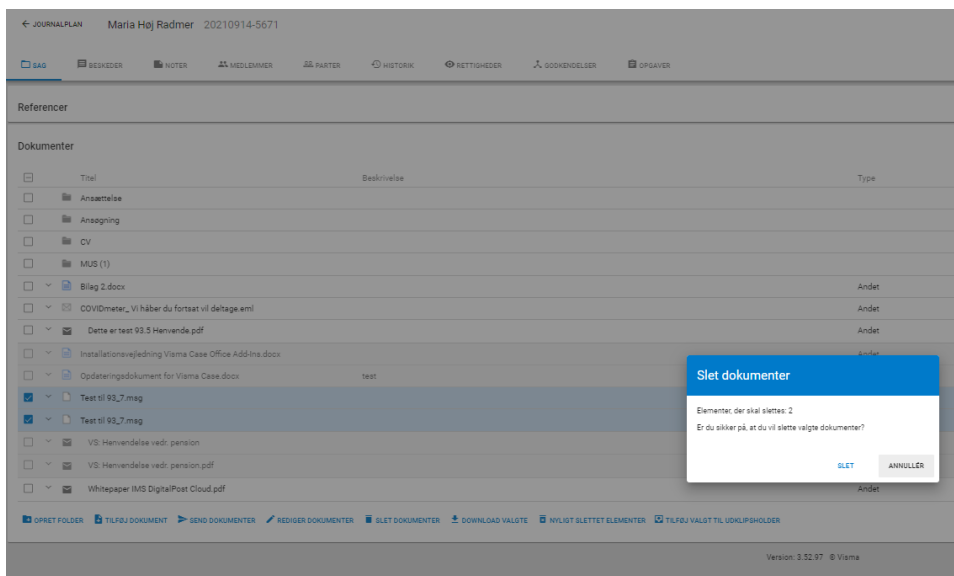 JOURNALPLAN Maria Høj Radmer 20210914-5671
SAG BESKEDER NOTER MEDLEMMER PARTER HISTORIK RETTIGHEDER GODKENDELSER OPGAVER
Referencer
Dokumenter
Titel Beskrivelse Type
Ansættelse
Ansøgning
CV
MUS (1)
Bilag 2.docx Andet
COVIDmeter_ Vi håber du fortsat vil deltage.eml Andet
Dette er test 93.5 Henvende.pdf Andet
Installationsvejledning Visma Case Office Add-Ins.docx Andet
Opdateringsdokument for Visma Case.docx test
Test til 93_7.msg
Test til 93_7.msg
VS: Henvendelse vedr. pension
VS: Henvendelse vedr. pension.pdf
Whitepaper IMS DigitalPost Cloud.pdf Andet
Slet dokumenter
Elementer, der skal slettes: 2
Er du sikker på, at du vil slette valgte dokumenter?
SLET ANNULLÉR
OPRET FOLDER TILFØJ DOKUMENT SEND DOKUMENTER REDIGER DOKUMENTER SLET DOKUMENTER DOWNLOAD VALGTE NYLIGT SLETTET ELEMENTER TILFØJ VALGT TIL UDKLIPSHOLDER
Version: 3.52.97 © Visma